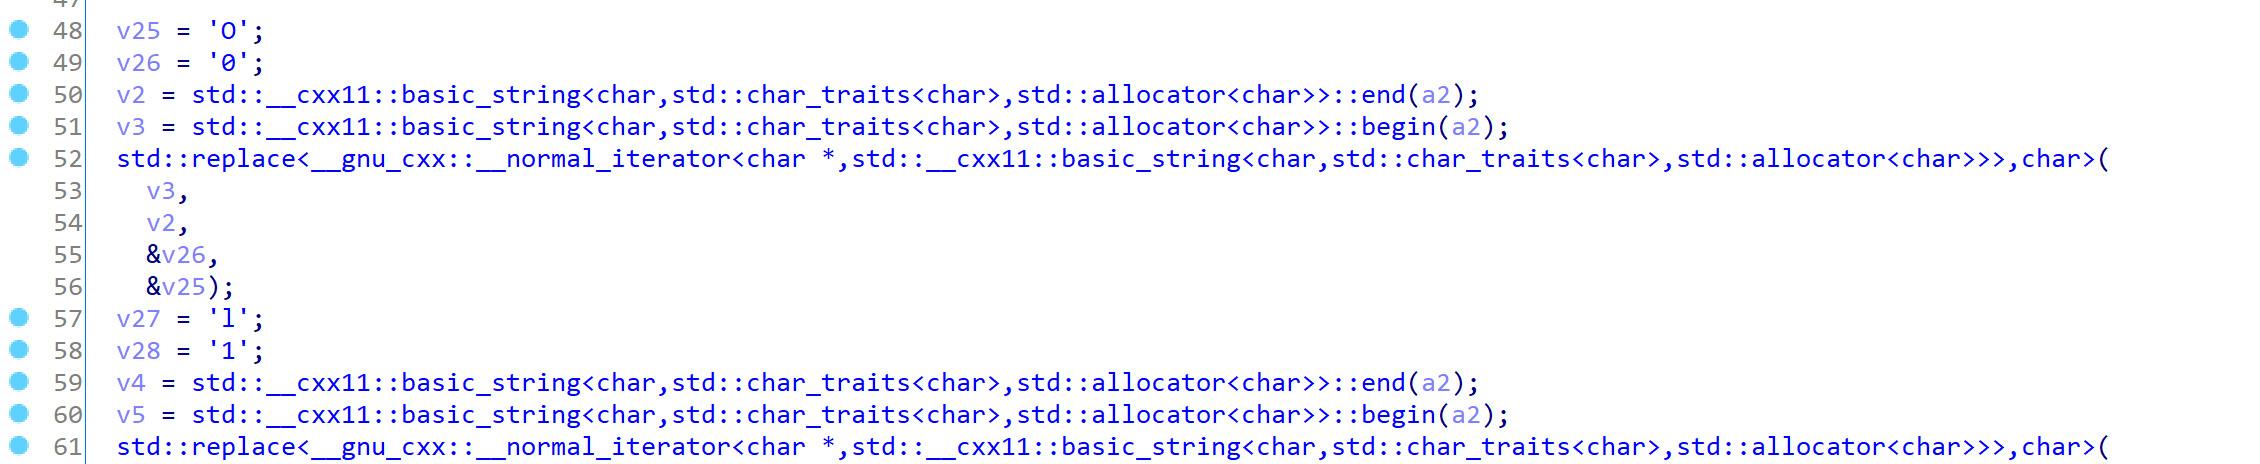 47
48 v25 = 'O';
49 v26 = '0';
50 v2 = std::__cxx11::basic_string<char,std::char_traits<char>,std::allocator<char>>::end(a2);
51 v3 = std::__cxx11::basic_string<char,std::char_traits<char>,std::allocator<char>>::begin(a2);
52 std::replace<__gnu_cxx::__normal_iterator<char *,std::__cxx11::basic_string<char,std::char_traits<char>,std::allocator<char>>>,char>(
53 v3,
54 v2,
55 &v26,
56 &v25);
57 v27 = 'l';
58 v28 = '1';
59 v4 = std::__cxx11::basic_string<char,std::char_traits<char>,std::allocator<char>>::end(a2);
60 v5 = std::__cxx11::basic_string<char,std::char_traits<char>,std::allocator<char>>::begin(a2);
61 std::replace<__gnu_cxx::__normal_iterator<char *,std::__cxx11::basic_string<char,std::char_traits<char>,std::allocator<char>>>,char>(